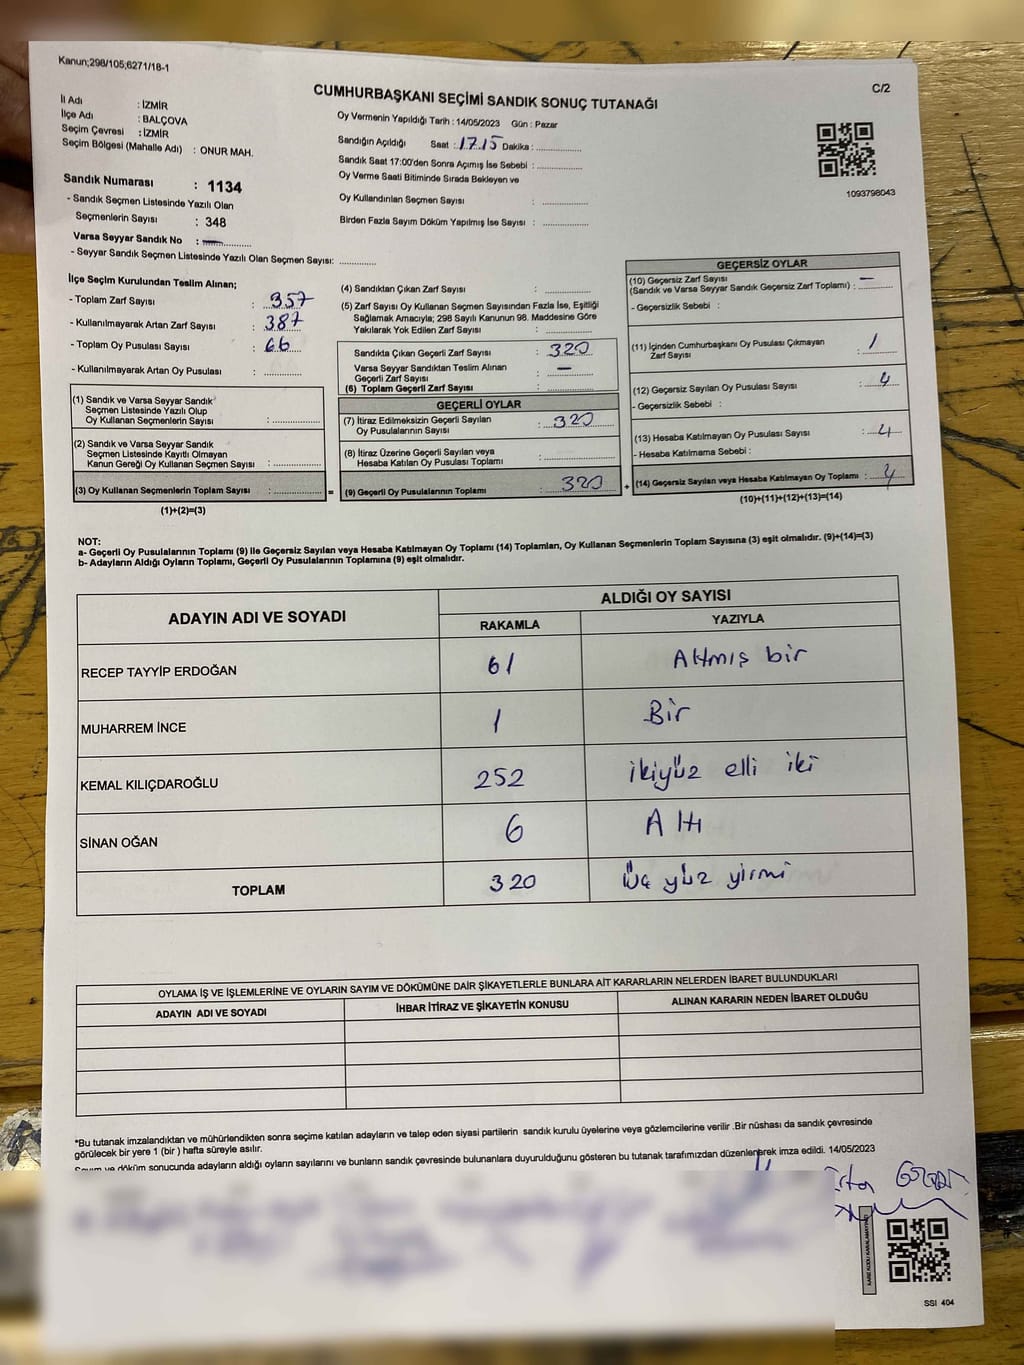 Kanun;298/105;6271/18-1
C/2
CUMHURBAŞKANI SEÇİMİ SANDIK SONUÇ TUTANAĞI
İl Adı : İZMİR
İlçe Adı : BALÇOVA
Seçim Çevresi : İZMİR
Seçim Bölgesi (Mahalle Adı) : ONUR MAH.
Sandık Numarası : 1134
- Sandık Seçmen Listesinde Yazılı Olan
Seçmenlerin Sayısı : 348
Varsa Seyyar Sandık No : —
- Seyyar Sandık Seçmen Listesinde Yazılı Olan Seçmen Sayısı: ............
Oy Vermenin Yapıldığı Tarih : 14/05/2023 Gün : Pazar
Sandığın Açıldığı Saat : 17.15 Dakika : ............
Sandık Saat 17:00'den Sonra Açımış İse Sebebi : ............
Oy Verme Saati Bitiminde Sırada Bekleyen ve
Oy Kullandırılan Seçmen Sayısı : ............
Birden Fazla Sayım Döküm Yapılmış İse Sayısı : ............
1093798043
İlçe Seçim Kurulundan Teslim Alınan;
- Toplam Zarf Sayısı : 357
- Kullanılmayarak Artan Zarf Sayısı : 387
- Toplam Oy Pusulası Sayısı : 66
- Kullanılmayarak Artan Oy Pusulası : ............
(1) Sandık ve Varsa Seyyar Sandık
Seçmen Listesinde Yazılı Olup
Oy Kullanan Seçmenlerin Sayısı : ............
(2) Sandık ve Varsa Seyyar Sandık
Seçmen Listesinde Kayıtlı Olmayan
Kanun Gereği Oy Kullanan Seçmen Sayısı : ............
(3) Oy Kullanan Seçmenlerin Toplam Sayısı : ............ =
(1)+(2)=(3)
(4) Sandıktan Çıkan Zarf Sayısı : ............
(5) Zarf Sayısı Oy Kullanan Seçmen Sayısından Fazla İse, Eşitliği
Sağlamak Amacıyla; 298 Sayılı Kanunun 98. Maddesine Göre
Yakılarak Yok Edilen Zarf Sayısı : ............
Sandıkta Çıkan Geçerli Zarf Sayısı : 320
Varsa Seyyar Sandıktan Teslim Alınan : —
Geçerli Zarf Sayısı
(6) Toplam Geçerli Zarf Sayısı : ............
GEÇERLİ OYLAR
(7) İtiraz Edilmeksizin Geçerli Sayılan
Oy Pusulalarının Sayısı : 320
(8) İtiraz Üzerine Geçerli Sayılan veya
Hesaba Katılan Oy Pusulası Toplamı : ............
(9) Geçerli Oy Pusulalarının Toplamı : 320 +
GEÇERSİZ OYLAR
(10) Geçersiz Zarf Sayısı
(Sandık ve Varsa Seyyar Sandık Geçersiz Zarf Toplamı) : —
- Geçersizlik Sebebi :
(11) İçinden Cumhurbaşkanı Oy Pusulası Çıkmayan
Zarf Sayısı : 1
(12) Geçersiz Sayılan Oy Pusulası Sayısı : 4
- Geçersizlik Sebebi :
(13) Hesaba Katılmayan Oy Pusulası Sayısı : 4
- Hesaba Katılmama Sebebi :
(14) Geçersiz Sayılan veya Hesaba Katılmayan Oy Toplamı : 4
(10)+(11)+(12)+(13)=(14)
NOT:
a- Geçerli Oy Pusulalarının Toplamı (9) ile Geçersiz Sayılan veya Hesaba Katılmayan Oy Toplamı (14) Toplamları, Oy Kullanan Seçmenlerin Toplam Sayısına (3) eşit olmalıdır. (9)+(14)=(3)
b- Adayların Aldığı Oyların Toplamı, Geçerli Oy Pusulalarının Toplamına (9) eşit olmalıdır.
ADAYIN ADI VE SOYADI ALDIĞI OY SAYISI
RAKAMLA YAZIYLA
RECEP TAYYİP ERDOĞAN 61 Altmış bir
MUHARREM İNCE 1 Bir
KEMAL KILIÇDAROĞLU 252 ikiyüz elli iki
SİNAN OĞAN 6 Altı
TOPLAM 320 üç yüz yirmi
OYLAMA İŞ VE İŞLEMLERİNE VE OYLARIN SAYIM VE DÖKÜMÜNE DAİR ŞİKAYETLERLE BUNLARA AİT KARARLARIN NELERDEN İBARET BULUNDUKLARI
ADAYIN ADI VE SOYADI İHBAR İTİRAZ VE ŞİKAYETİN KONUSU ALINAN KARARIN NEDEN İBARET OLDUĞU
*Bu tutanak imzalandıktan ve mühürlendikten sonra seçime katılan adayların ve talep eden siyasi partilerin sandık kurulu üyelerine veya gözlemcilerine verilir .Bir nüshası da sandık çevresinde
görülecek bir yere 1 (bir ) hafta süreyle asılır.
Sayım ve döküm sonucunda adayların aldığı oyların sayılarını ve bunların sandık çevresinde bulunanlara duyurulduğunu gösteren bu tutanak tarafımızdan düzenlenerek imza edildi. 14/05/2023
KARE KODU KARALAMAYINIZ
SSI 404